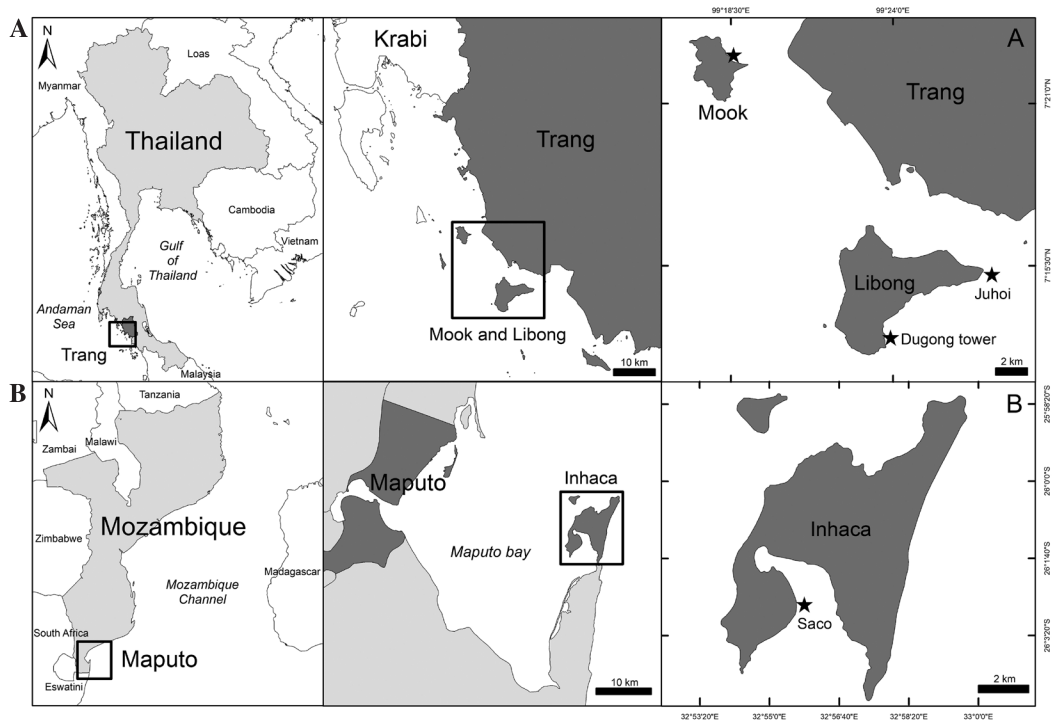 A
N
Loas
Myanmar
Thailand
Cambodia
Vietnam
Gulf
of
Thailand
Andaman
Sea
Trang
Malaysia
Krabi
Trang
Mook and Libong
10 km
99°18'30"E
99°24'0"E
A
Mook
Trang
7°21'0"N
Libong
Juhoi
Dugong tower
7°15'30"N
2 km
B
N
Tanzania
Zambai
Malawi
Mozambique
Zimbabwe
Madagascar
Mozambique
Channel
South Africa
Maputo
Eswatini
Maputo
Inhaca
Maputo bay
10 km
B
Inhaca
Saco
2 km
25°58'20"S
26°0'0"S
26°1'40"S
26°3'20"S
32°53'20"E
32°55'0"E
32°56'40"E
32°58'20"E
33°0'0"E